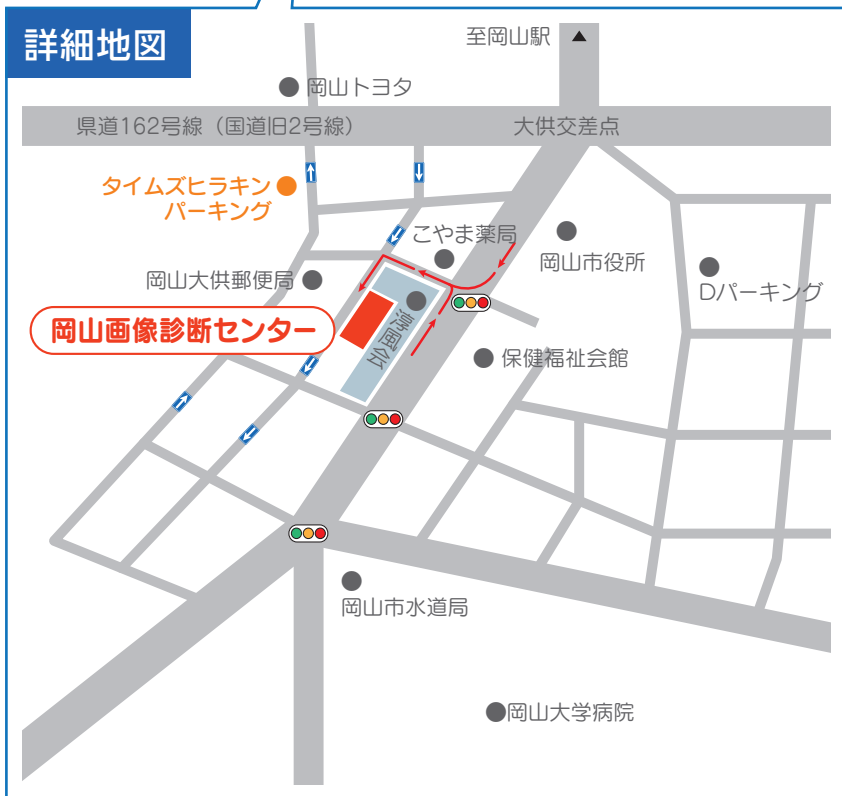 詳細地図
至岡山駅 ▲
岡山トヨタ
県道162号線（国道旧2号線）
大供交差点
タイムズヒラキン
パーキング
こやま薬局
岡山市役所
岡山大供郵便局
Dパーキング
岡山画像診断センター
保健福祉会館
岡山市水道局
岡山大学病院